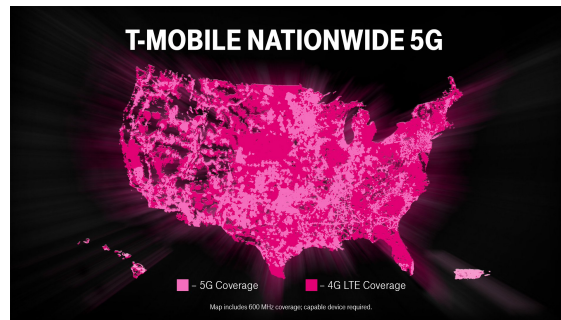 T-MOBILE NATIONWIDE 5G
– 5G Coverage – 4G LTE Coverage
Map includes 600 MHz coverage; capable device required.